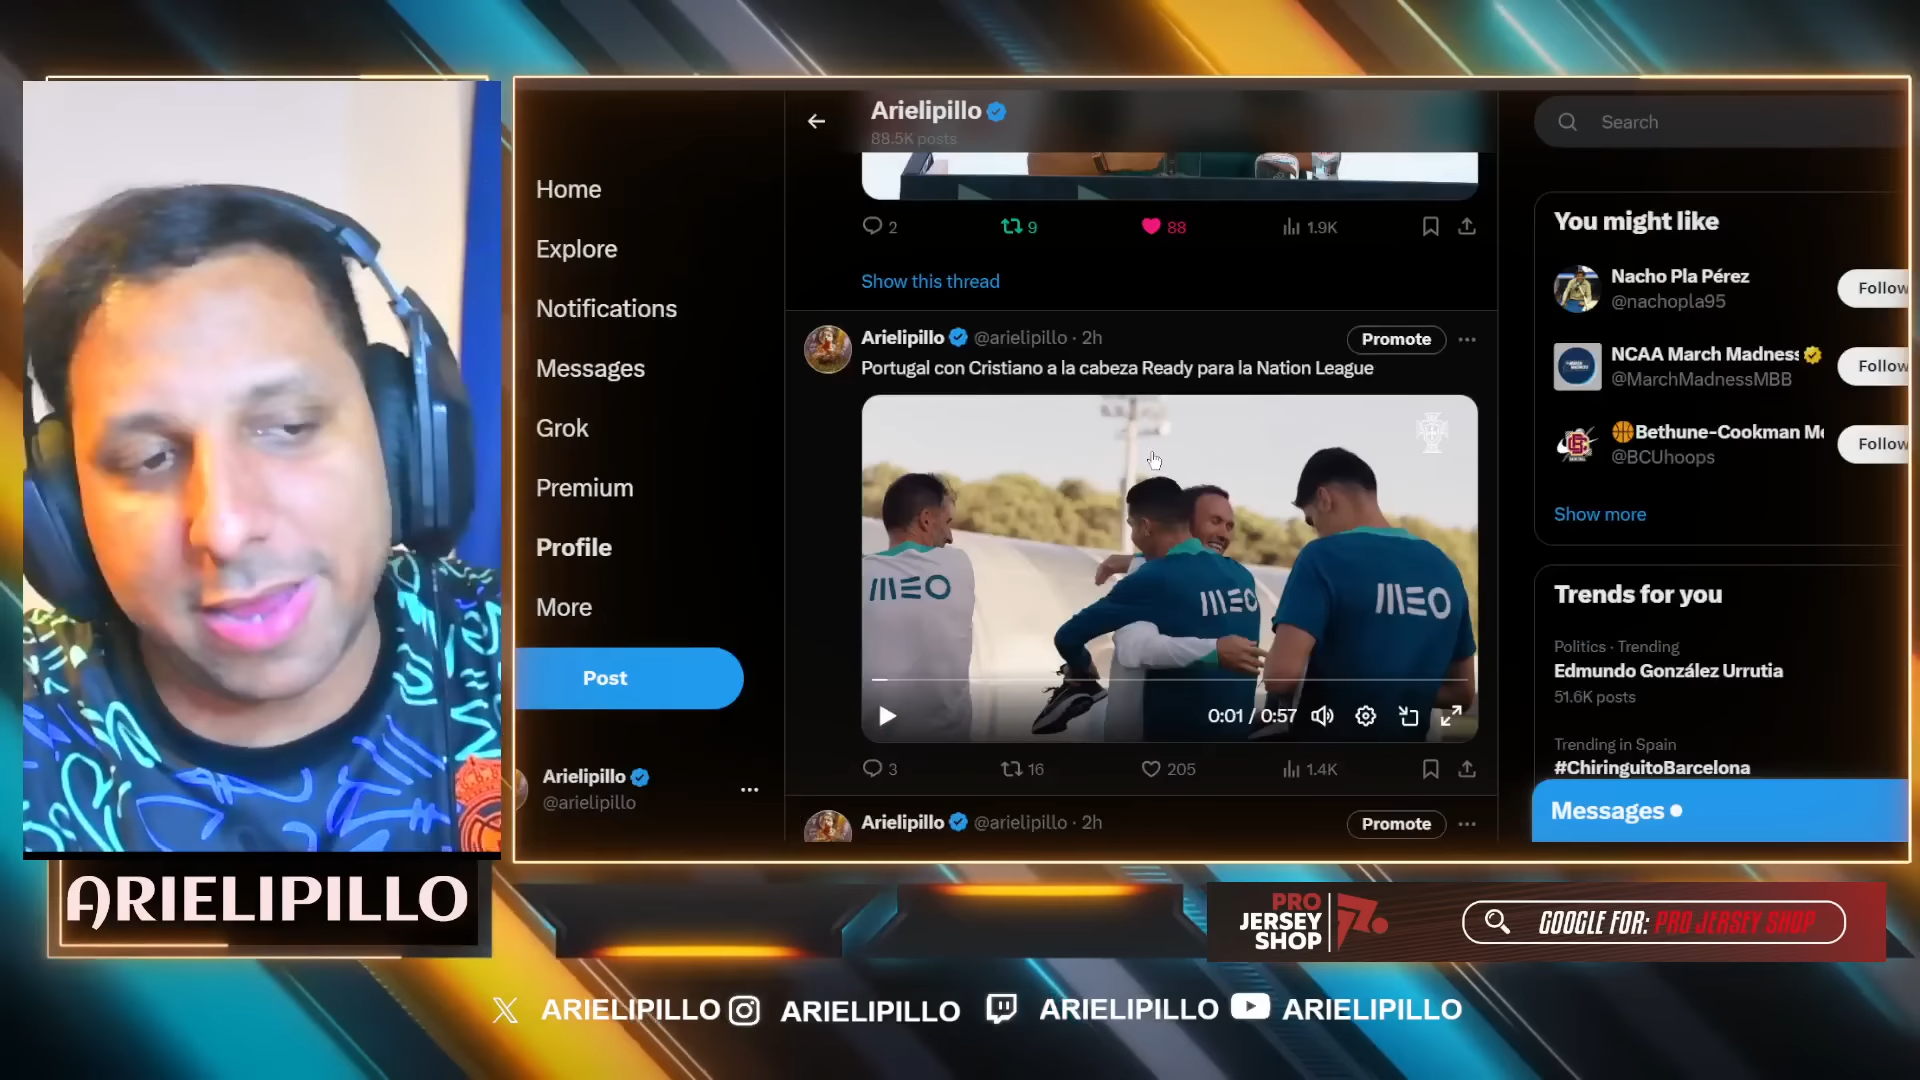 Arielipillo
88.5K posts
Search
Home
Explore
Notifications
Messages
Grok
Premium
Profile
More
Post
Arielipillo
@arielipillo
2
9
88
1.9K
Show this thread
Arielipillo @arielipillo · 2h
Promote
Portugal con Cristiano a la cabeza Ready para la Nation League
MEO
MEO
MEO
0:01 / 0:57
3
16
205
1.4K
Arielipillo @arielipillo · 2h
Promote
You might like
Nacho Pla Pérez
@nachopla95
Follow
NCAA March Madness
@MarchMadnessMBB
Follow
Bethune-Cookman Me
@BCUhoops
Follow
Show more
Trends for you
Politics · Trending
Edmundo González Urrutia
51.6K posts
Trending in Spain
#ChiringuitoBarcelona
Messages
ARIELIPILLO
PRO
JERSEY
SHOP
GOOGLE FOR: PRO JERSEY SHOP
ARIELIPILLO
ARIELIPILLO
ARIELIPILLO
ARIELIPILLO